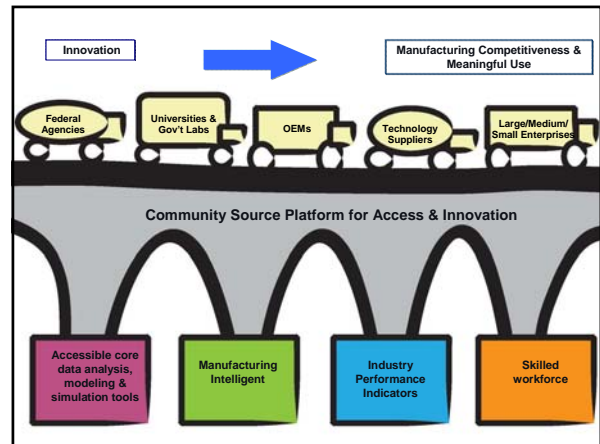 Innovation
Manufacturing Competitiveness &
Meaningful Use
Federal
Agencies
Universities &
Gov't Labs
OEMs
Technology
Suppliers
Large/Medium/
Small Enterprises
Community Source Platform for Access & Innovation
Accessible core
data analysis,
modeling &
simulation tools
Manufacturing
Intelligent
Industry
Performance
Indicators
Skilled
workforce